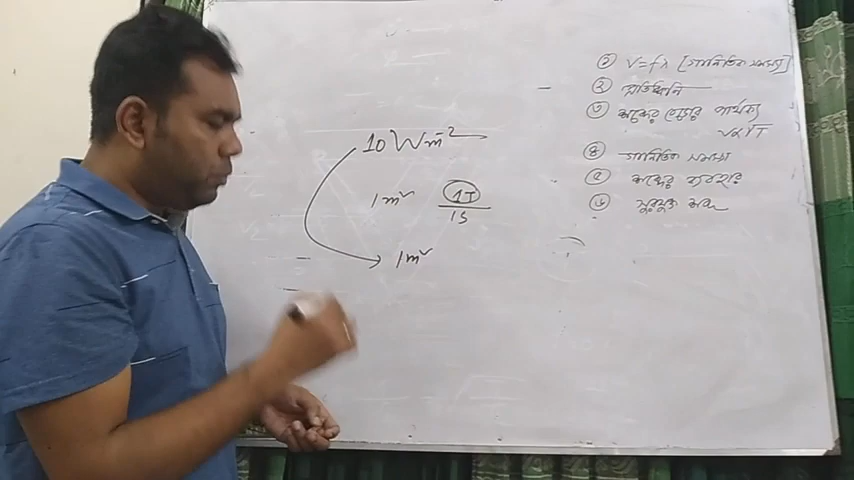 10 Wm⁻²
1m² 1J/1s
1m²
① V=fλ [গাণিতিক সমস্যা]
② প্রতিধ্বনি
③ শব্দের বেগের পার্থক্য
V∝√T
④ গাণিতিক সমস্যা
⑤ শব্দের ব্যবহার
⑥ সুরযুক্ত শব্দ